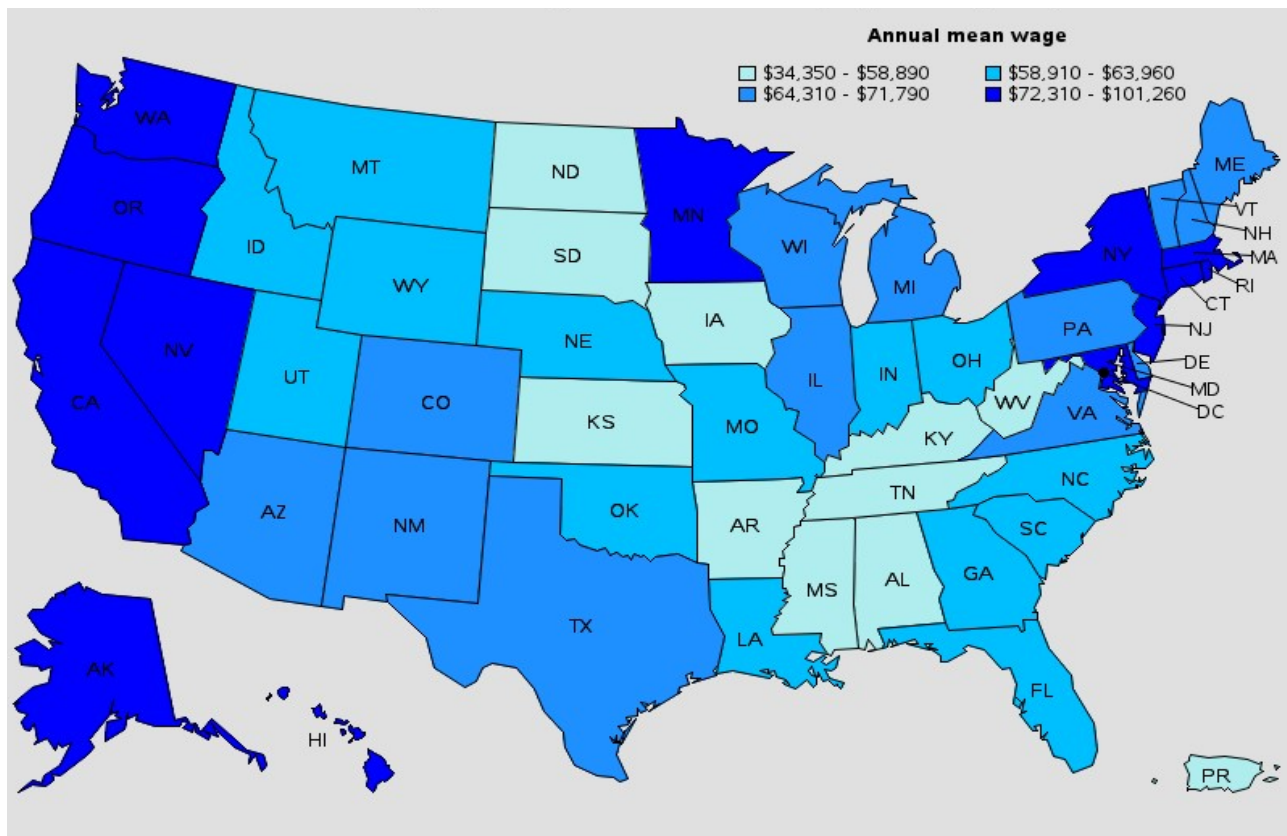 Annual mean wage
$34,350 - $58,890 $58,910 - $63,960
$64,310 - $71,790 $72,310 - $101,260
WA
MT
ND
MN
ME
OR
ID
WY
SD
WI
MI
NY
VT
NH
MA
RI
CT
NV
UT
NE
IA
PA
NJ
CA
CO
KS
MO
IL
IN
OH
WV
VA
DE
MD
DC
KY
AZ
NM
OK
AR
TN
NC
SC
MS
AL
GA
TX
LA
FL
AK
HI
PR